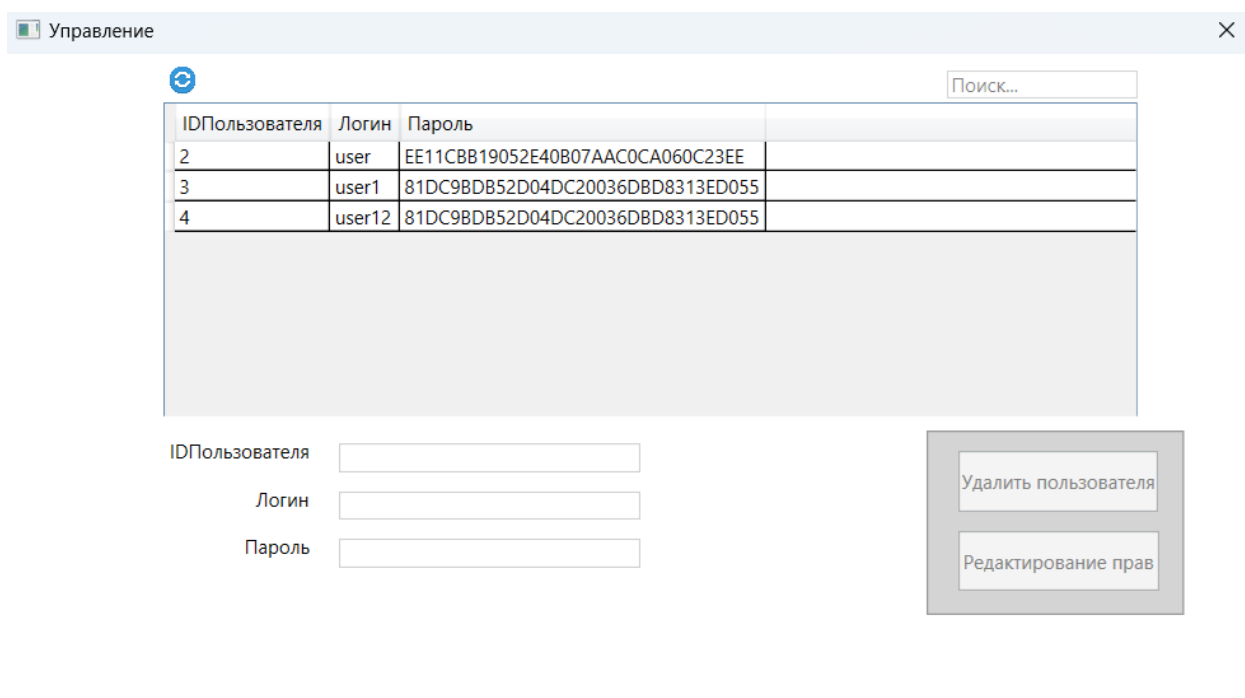 Управление
Поиск...
IDПользователя Логин Пароль
2 user EE11CBB19052E40B07AAC0CA060C23EE
3 user1 81DC9BDB52D04DC20036DBD8313ED055
4 user12 81DC9BDB52D04DC20036DBD8313ED055
IDПользователя
Логин
Пароль
Удалить пользователя
Редактирование прав